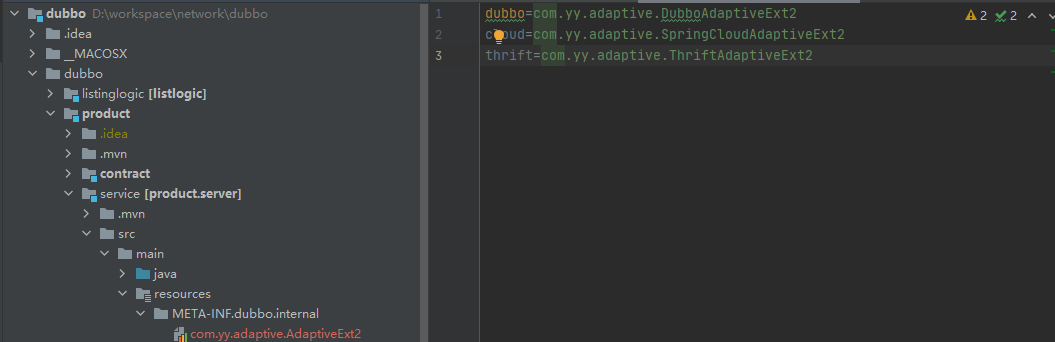 dubbo D:\workspace\network\dubbo
.idea
__MACOSX
dubbo
listinglogic [listlogic]
product
.idea
.mvn
contract
service [product.server]
.mvn
src
main
java
resources
META-INF.dubbo.internal
com.yy.adaptive.AdaptiveExt2
1 dubbo=com.yy.adaptive.DubboAdaptiveExt2
2 cloud=com.yy.adaptive.SpringCloudAdaptiveExt2
3 thrift=com.yy.adaptive.ThriftAdaptiveExt2
2 2